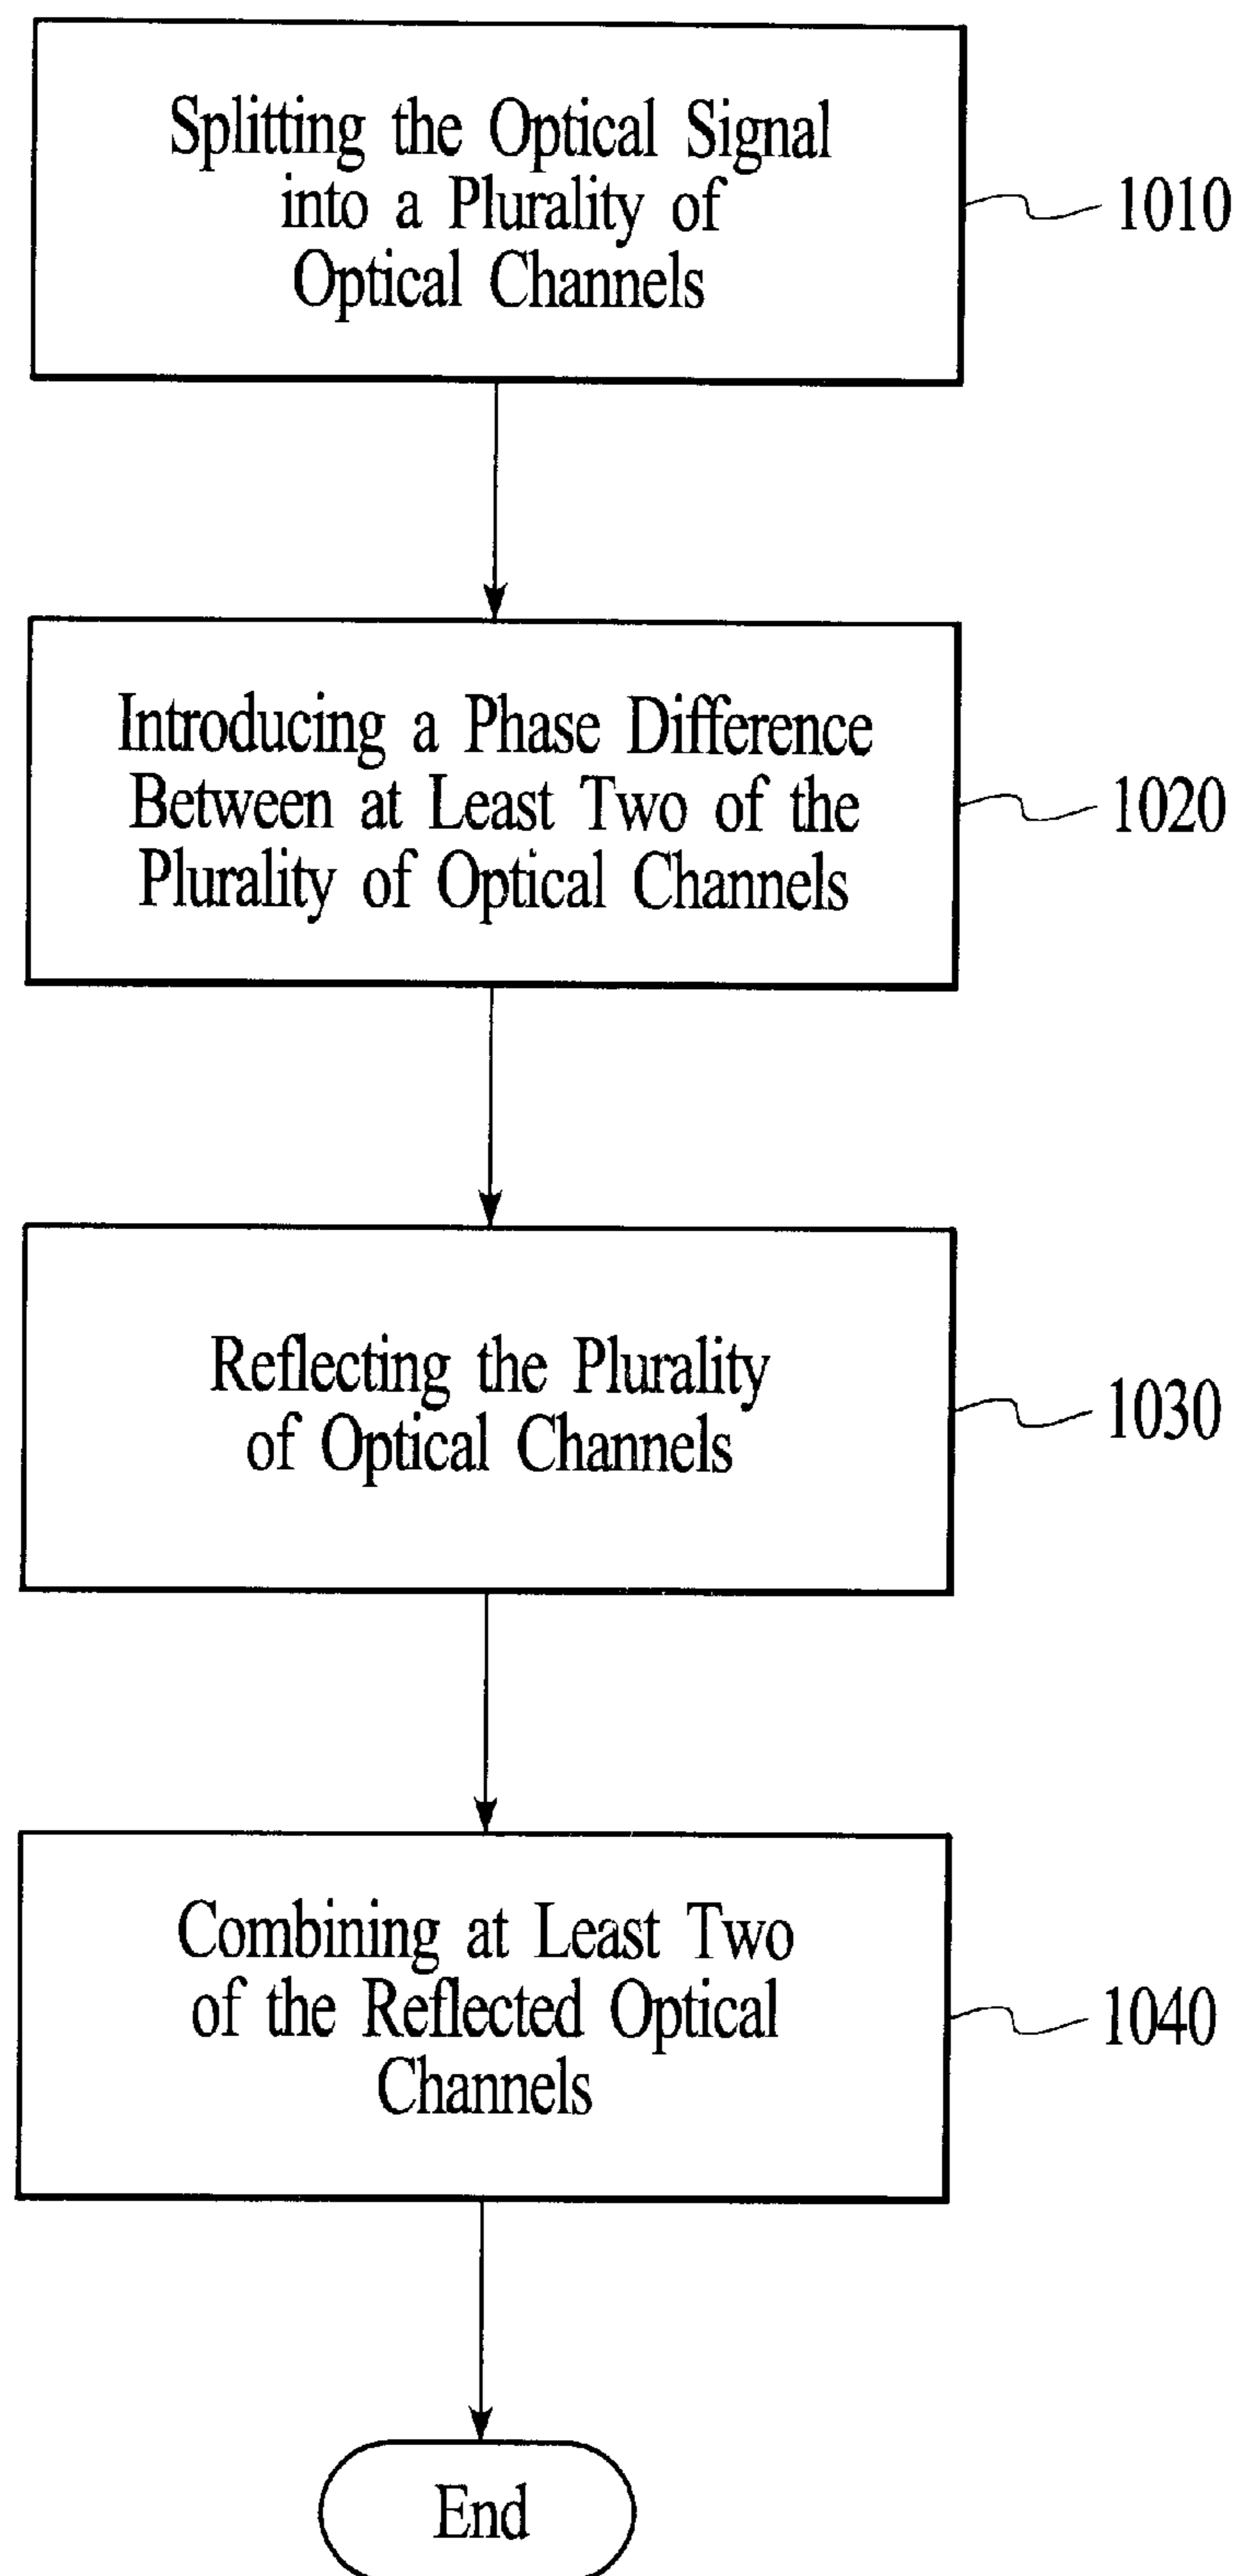 Splitting the Optical Signal
into a Plurality of
Optical Channels
1010
Introducing a Phase Difference
Between at Least Two of the
Plurality of Optical Channels
1020
Reflecting the Plurality
of Optical Channels
1030
Combining at Least Two
of the Reflected Optical
Channels
1040
End